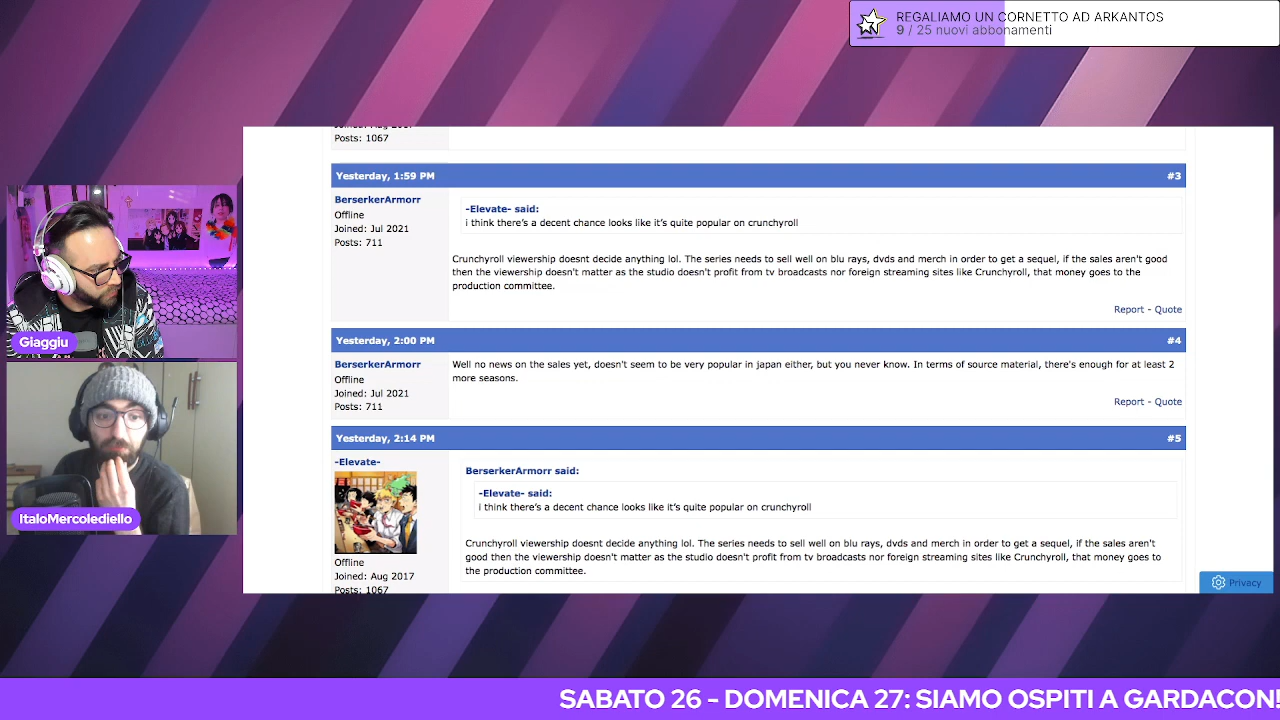 REGALIAMO UN CORNETTO AD ARKANTOS
9 / 25 nuovi abbonamenti
Posts: 1067
Yesterday, 1:59 PM
#3
BerserkerArmorr
Offline
Joined: Jul 2021
Posts: 711
-Elevate- said:
i think there's a decent chance looks like it's quite popular on crunchyroll
Crunchyroll viewership doesnt decide anything lol. The series needs to sell well on blu rays, dvds and merch in order to get a sequel, if the sales aren't good
then the viewership doesn't matter as the studio doesn't profit from tv broadcasts nor foreign streaming sites like Crunchyroll, that money goes to the
production committee.
Report - Quote
Yesterday, 2:00 PM
#4
BerserkerArmorr
Offline
Joined: Jul 2021
Posts: 711
Well no news on the sales yet, doesn't seem to be very popular in japan either, but you never know. In terms of source material, there's enough for at least 2
more seasons.
Report - Quote
Yesterday, 2:14 PM
#5
-Elevate-
Offline
Joined: Aug 2017
Posts: 1067
BerserkerArmorr said:
-Elevate- said:
i think there's a decent chance looks like it's quite popular on crunchyroll
Crunchyroll viewership doesnt decide anything lol. The series needs to sell well on blu rays, dvds and merch in order to get a sequel, if the sales aren't
good then the viewership doesn't matter as the studio doesn't profit from tv broadcasts nor foreign streaming sites like Crunchyroll, that money goes to
the production committee.
Privacy
Giaggiu
ItaloMercolediello
SABATO 26 - DOMENICA 27: SIAMO OSPITI A GARDACON!